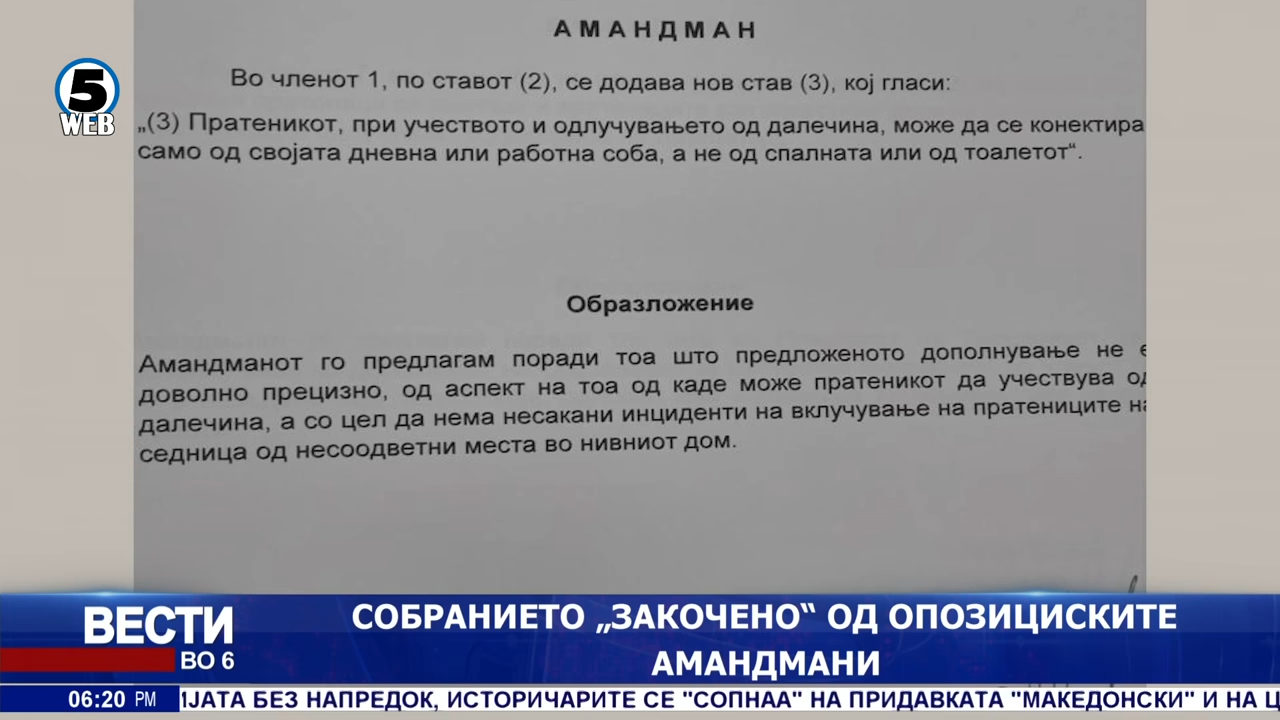 АМАНДМАН
5
WEB
Во членот 1, по ставот (2), се додава нов став (3), кој гласи:
„(3) Пратеникот, при учеството и одлучувањето од далечина, може да се конектира
само од својата дневна или работна соба, а не од спалната или од тоалетот“.
Образложение
Амандманот го предлагам поради тоа што предложеното дополнување не е
доволно прецизно, од аспект на тоа од каде може пратеникот да учествува од
далечина, а со цел да нема несакани инциденти на вклучување на пратениците на
седница од несоодветни места во нивниот дом.
ВЕСТИ
ВО 6
СОБРАНИЕТО „ЗАКОЧЕНО“ ОД ОПОЗИЦИСКИТЕ
АМАНДМАНИ
06:20 PM
ИЈАТА БЕЗ НАПРЕДОК, ИСТОРИЧАРИТЕ СЕ "СОПНАА" НА ПРИДАВКАТА "МАКЕДОНСКИ" И НА Ц